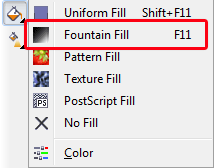 Uniform Fill Shift+F11
Fountain Fill F11
Pattern Fill
Texture Fill
PS PostScript Fill
No Fill
Color